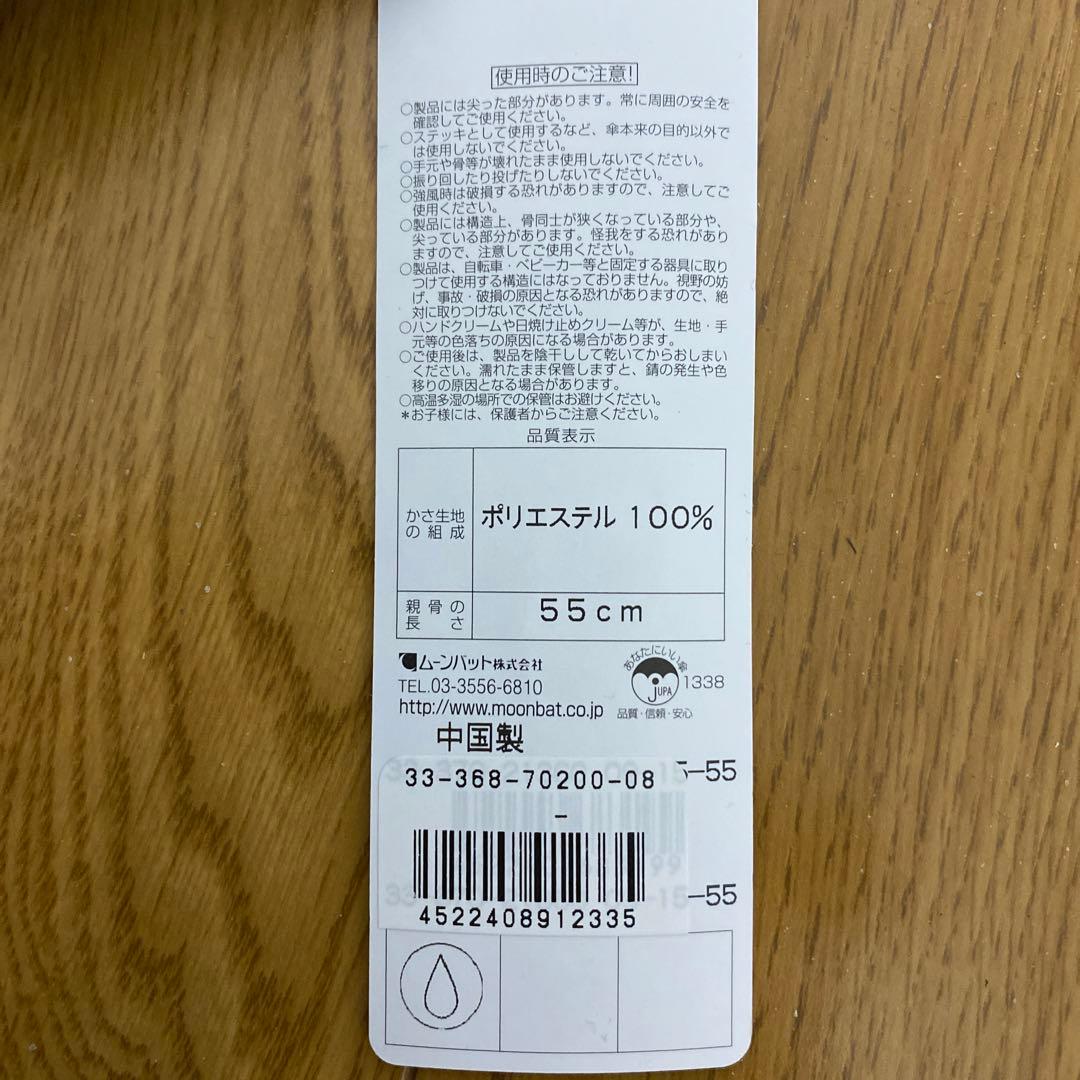 使用時のご注意!
○製品には尖った部分があります。常に周囲の安全を
確認してご使用ください。
○ステッキとして使用するなど、傘本来の目的以外で
は使用しないでください。
○手元や骨等が壊れたまま使用しないでください。
○振り回したり投げたりしないでください。
○強風時は破損する恐れがありますので、注意してご
使用ください。
○製品には構造上、骨同士が狭くなっている部分や、
尖っている部分があります。怪我をする恐れがあり
ますので、注意してご使用ください。
○製品は、自転車・ベビーカー等と固定する器具に取り
つけて使用する構造にはなっておりません。視野の妨
げ、事故・破損の原因となる恐れがありますので、絶
対に取りつけないでください。
○ハンドクリームや日焼け止めクリーム等が、生地・手
元等の色落ちの原因になる場合があります。
○ご使用後は、製品を陰干しして乾いてからおしまい
ください。濡れたまま保管しますと、錆の発生や色
移りの原因となる場合があります。
○高温多湿の場所での保管はお避けください。
*お子様には、保護者からご注意ください。
品質表示
かさ生地
の組成
ポリエステル 100%
親骨の
長さ
55cm
ムーンバット株式会社
TEL.03-3556-6810
http://www.moonbat.co.jp
あなたにいい傘
JUPA
1338
品質・信頼・安心
中国製
33-368-70200-08
-55
-
4522408912335
-55